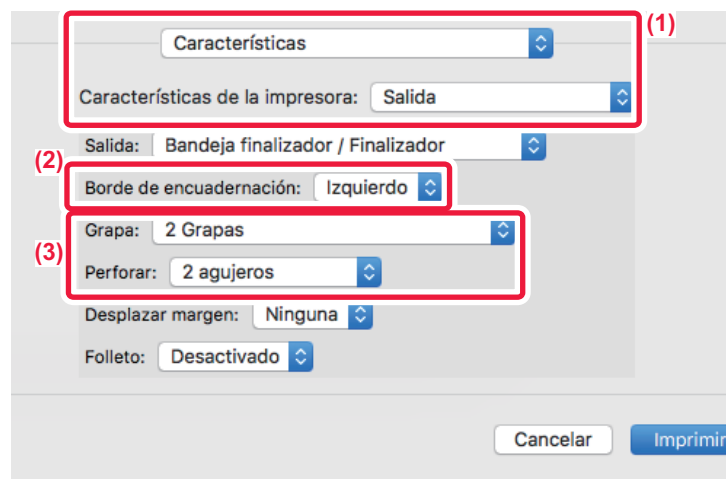 (1)
Características
Características de la impresora: Salida
Salida: Bandeja finalizador / Finalizador
(2)
Borde de encuadernación: Izquierdo
Grapa: 2 Grapas
(3)
Perforar: 2 agujeros
Desplazar margen: Ninguna
Folleto: Desactivado
Cancelar Imprimir